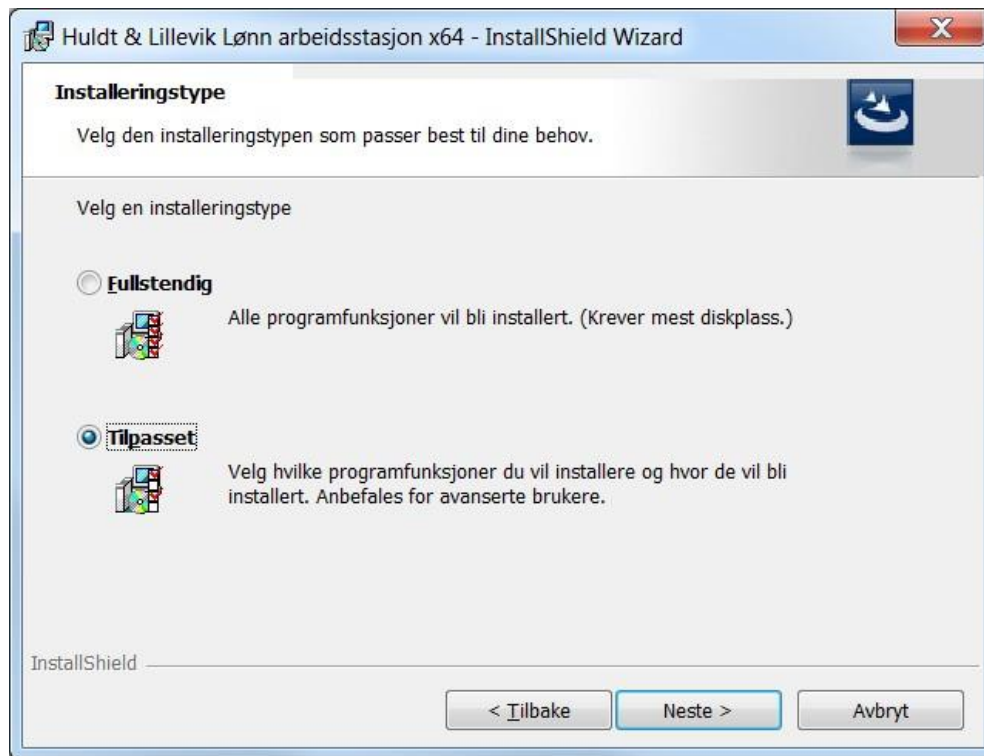 Huldt & Lillevik Lønn arbeidsstasjon x64 - InstallShield Wizard
Installeringstype
Velg den installeringstypen som passer best til dine behov.
Velg en installeringstype
Fullstendig
Alle programfunksjoner vil bli installert. (Krever mest diskplass.)
Tilpasset
Velg hvilke programfunksjoner du vil installere og hvor de vil bli
installert. Anbefales for avanserte brukere.
InstallShield
< Tilbake
Neste >
Avbryt